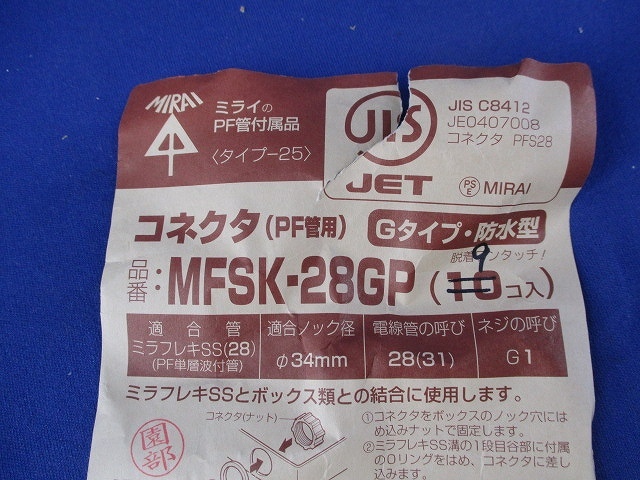 MIRAI
ミライの
PF管付属品
〈タイプ-25〉
JIS
JET
JIS C8412
JE0407008
コネクタ PFS28
PS
E
MIRAI
コネクタ(PF管用)
Gタイプ・防水型
脱着ワンタッチ!
品番: MFSK-28GP (10コ入)
9
適合管
ミラフレキSS(28)
(PF単層波付管)
適合ノック径
φ34mm
電線管の呼び
28(31)
ネジの呼び
G1
ミラフレキSSとボックス類との結合に使用します。
コネクタ(ナット)
①コネクタをボックスのノック穴には
め込みナットで固定します。
②ミラフレキSS溝の1段目谷部に付属
のOリングをはめ、コネクタに差し
込みます。
園部